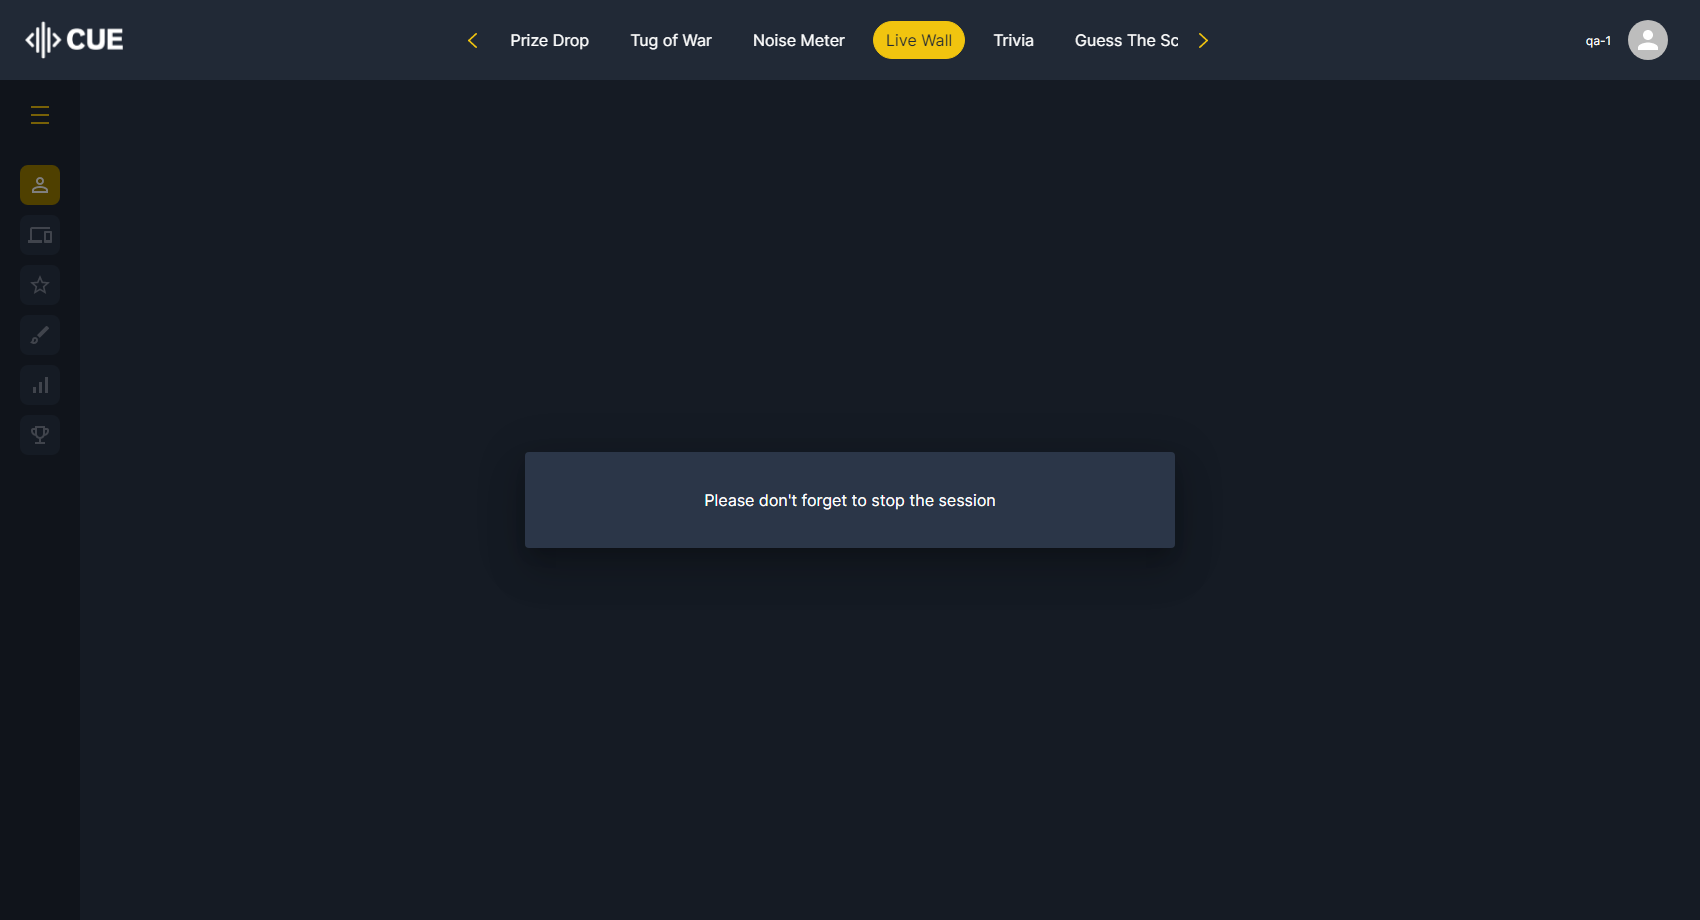 CUE
Prize Drop
Tug of War
Noise Meter
Live Wall
Trivia
Guess The Sc
qa-1
Please don't forget to stop the session